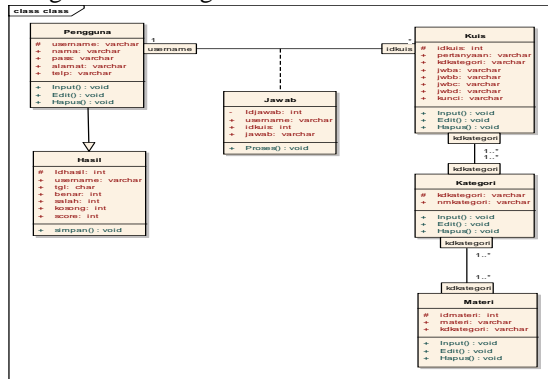 class class
Pengguna
# username: varchar
+ nama: varchar
+ pass: varchar
+ alamat: varchar
+ telp: varchar
+ Input() : void
+ Edit() : void
+ Hapus() : void
1
username
idkuis
*
Kuis
# idkuis: int
+ pertanyaan: varchar
+ kdkategori: varchar
+ jwba: varchar
+ jwbb: varchar
+ jwbc: varchar
+ jwbd: varchar
+ kunci: varchar
+ Input() : void
+ Edit() : void
+ Hapus() : void
kdkategori
Jawab
- Idjawab: int
+ username: varchar
+ idkuis: int
+ jawab: varchar
+ Proses() : void
Hasil
# Idhasil: int
+ username: varchar
+ tgl: char
+ benar: int
+ salah: int
+ kosong: int
+ score: int
+ simpan() : void
1..*
1..*
kdkategori
Kategori
# kdkategori: varchar
+ nmkategori: varchar
+ Input() : void
+ Edit() : void
+ Hapus() : void
kdkategori
1..*
1..*
kdkategori
Materi
# idmateri: int
+ materi: varchar
+ kdkategori: varchar
+ Input() : void
+ Edit() : void
+ Hapus() : void